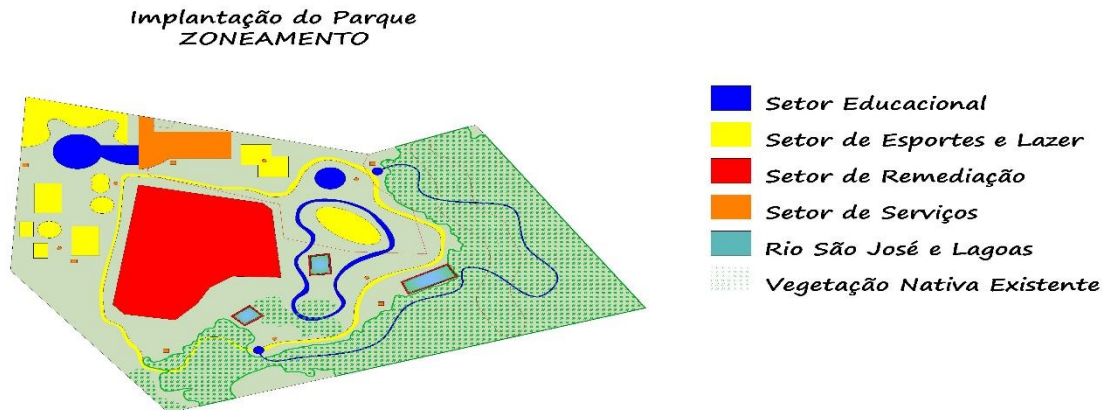 Implantação do Parque
ZONEAMENTO
Setor Educacional
Setor de Esportes e Lazer
Setor de Remediação
Setor de Serviços
Rio São José e Lagoas
Vegetação Nativa Existente